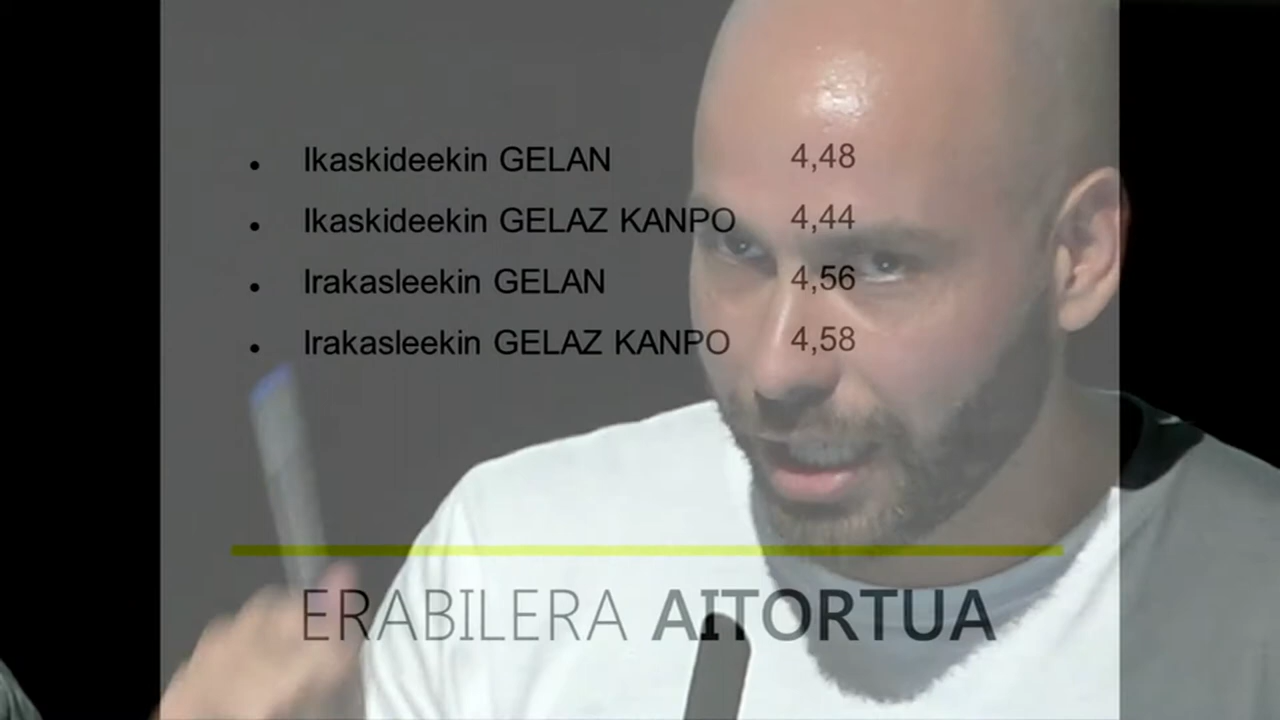 • Ikaskideekin GELAN 4,48
• Ikaskideekin GELAZ KANPO 4,44
• Irakasleekin GELAN 4,56
• Irakasleekin GELAZ KANPO 4,58
ERABILERA AITORTUA